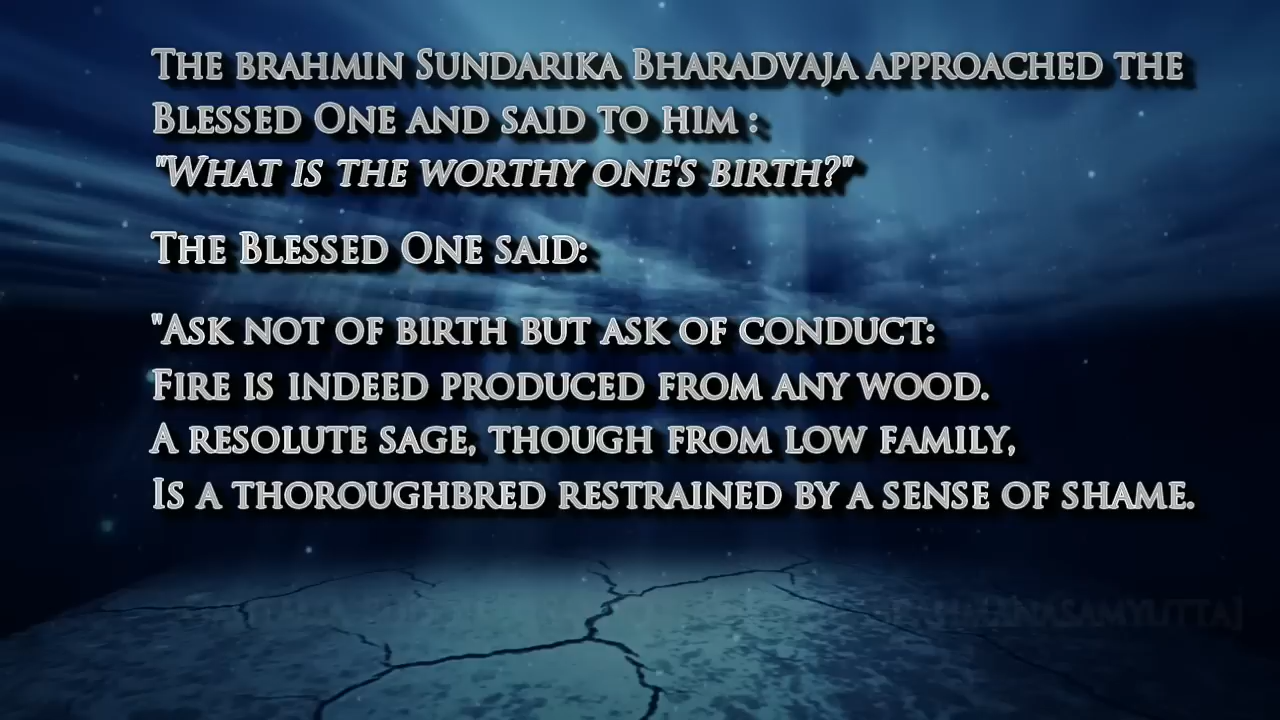 The brahmin Sundarika Bharadvaja approached the
Blessed One and said to him :
"What is the worthy one's birth?"
The Blessed One said:
"Ask not of birth but ask of conduct:
Fire is indeed produced from any wood.
A resolute sage, though from low family,
Is a thoroughbred restrained by a sense of shame.